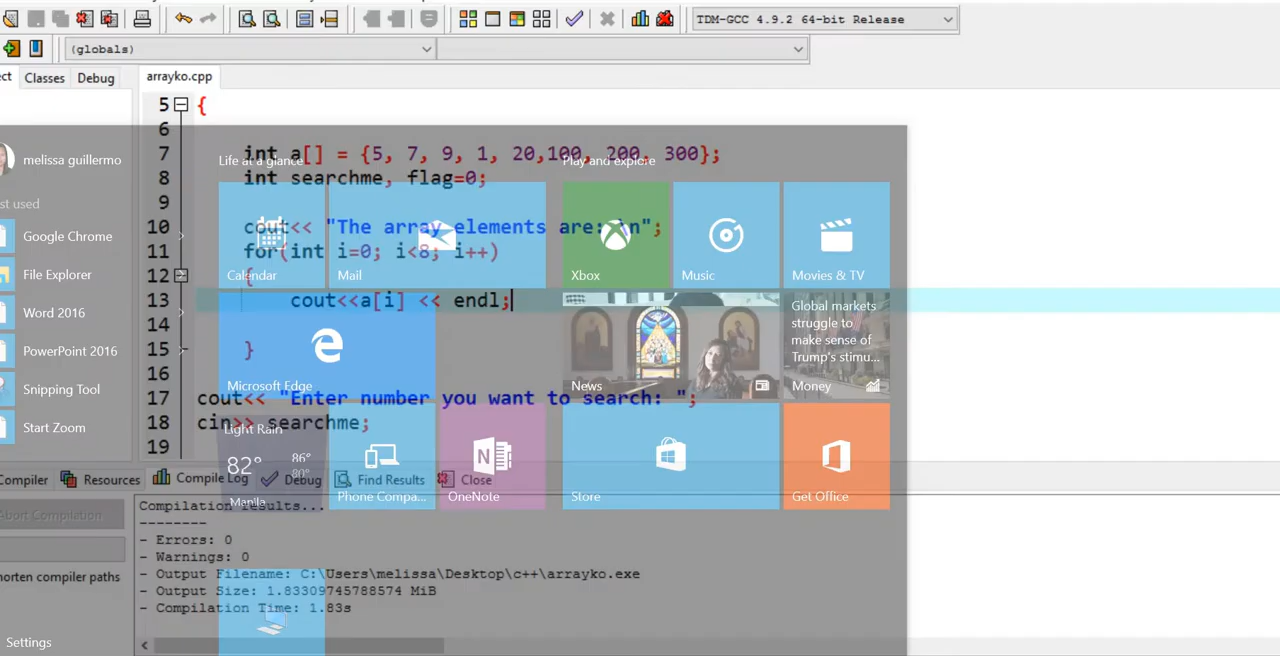 TDM-GCC 4.9.2 64-bit Release
(globals)
Classes
Debug
arrayko.cpp
5 {
6
7 int a[] = {5, 7, 9, 1, 20,100, 200, 300};
8 int searchme, flag=0;
9
10 cout<< "The array elements are: \n";
11 for(int i=0; i<8; i++)
12 {
13 cout<<a[i] << endl;
14
15 }
16
17 cout<< "Enter number you want to search: ";
18 cin>> searchme;
19
melissa guillermo
Google Chrome
File Explorer
Word 2016
PowerPoint 2016
Snipping Tool
Start Zoom
Settings
Life at a glance
Calendar
Mail
Microsoft Edge
Light Rain
82° 86°
80°
Manila
Phone Compa...
OneNote
Play and explore
Xbox
Music
Movies & TV
News
Global markets
struggle to
make sense of
Trump's stimu...
Money
Store
Get Office
Compiler
Resources
Compile Log
Debug
Find Results
Close
Abort Compilation
horten compiler paths
Compilation results...
--------
- Errors: 0
- Warnings: 0
- Output Filename: C:\Users\melissa\Desktop\c++\arrayko.exe
- Output Size: 1.83309745788574 MiB
- Compilation Time: 1.83s